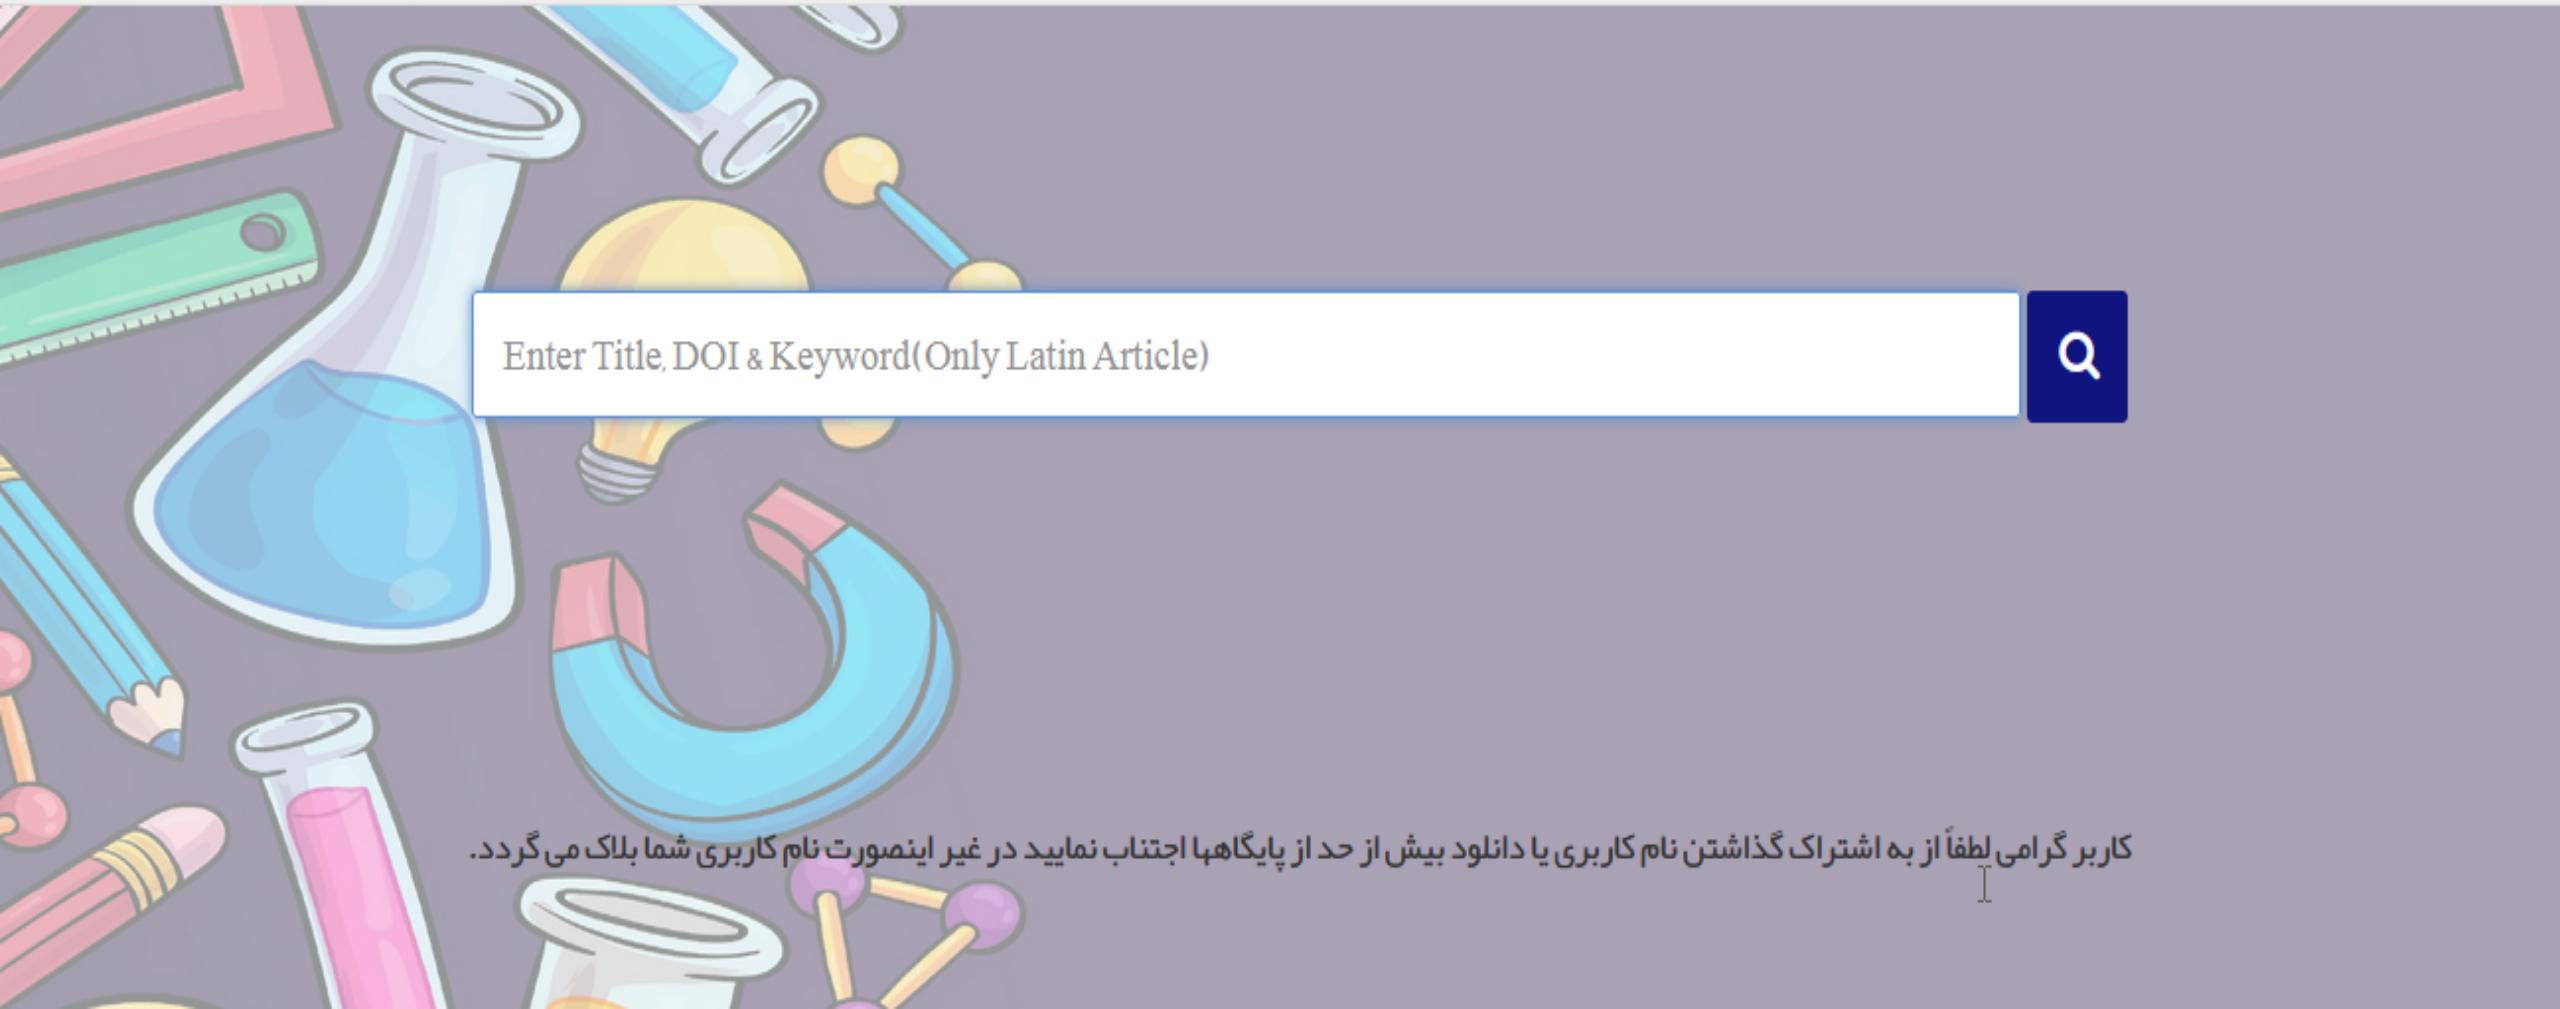 Enter Title, DOI & Keyword(Only Latin Article)
کاربر گرامی لطفاً از به اشتراک گذاشتن نام کاربری یا دانلود بیش از حد از پایگاهها اجتناب نمایید در غیر اینصورت نام کاربری شما بلاک می گردد.